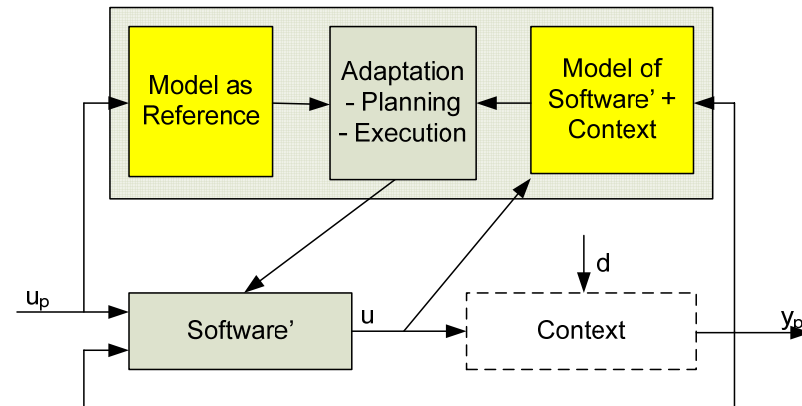 Model as
Reference
Adaptation
- Planning
- Execution
Model of
Software' +
Context
d
uₚ
Software'
u
Context
yₚ